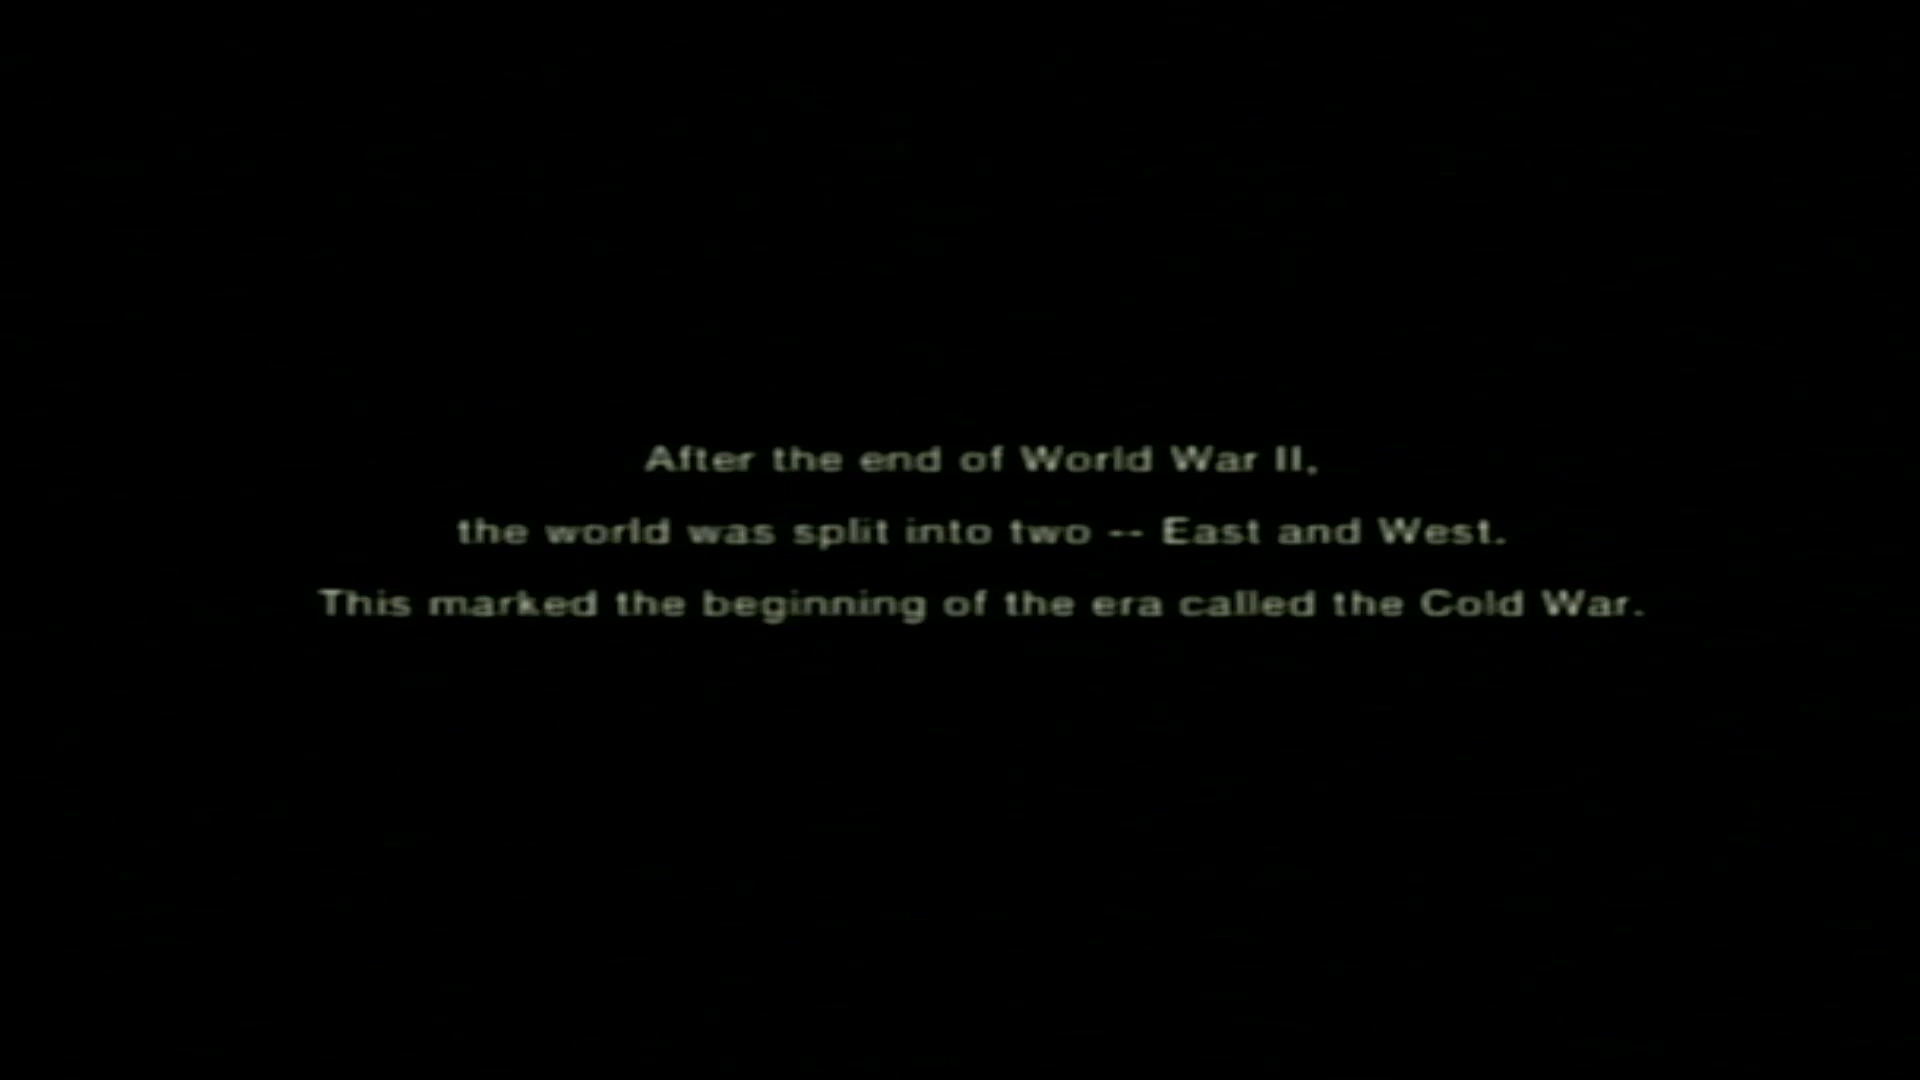 After the end of World War II,
the world was split into two -- East and West.
This marked the beginning of the era called the Cold War.